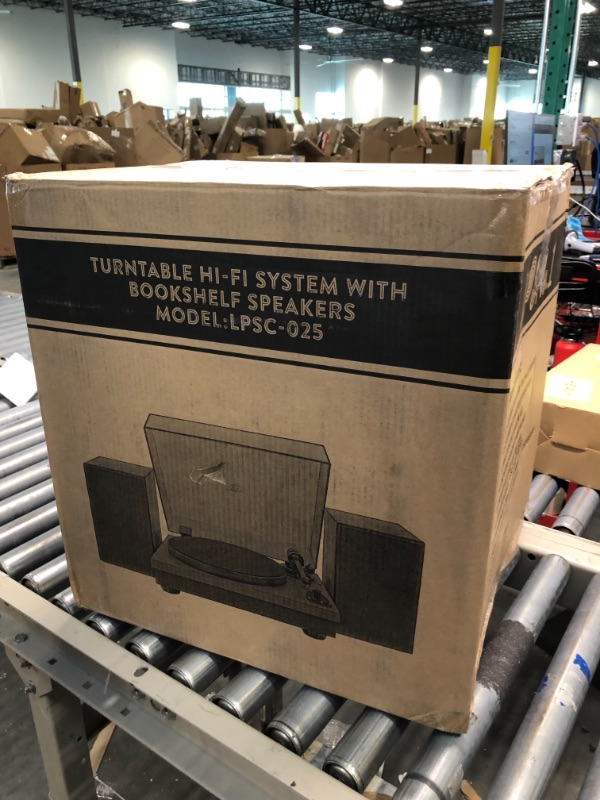 TURNTABLE HI-FI SYSTEM WITH
BOOKSHELF SPEAKERS
MODEL:LPSC-025